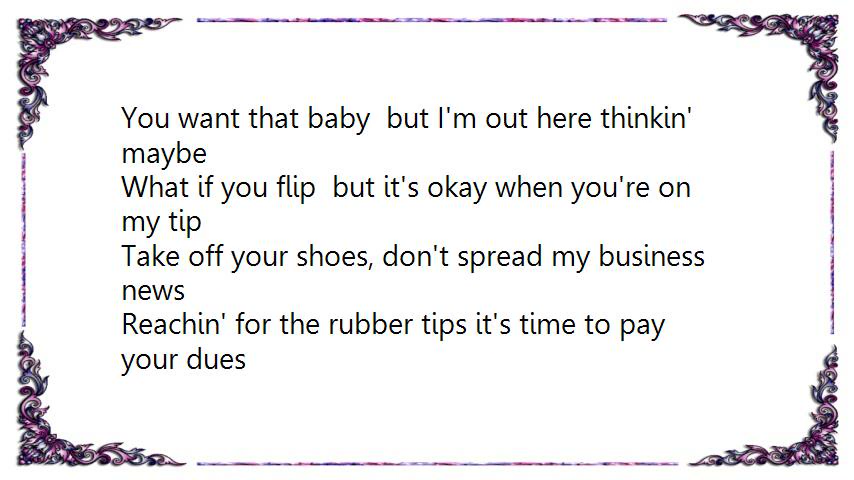 You want that baby  but I'm out here thinkin'
maybe
What if you flip  but it's okay when you're on
my tip
Take off your shoes, don't spread my business
news
Reachin' for the rubber tips it's time to pay
your dues